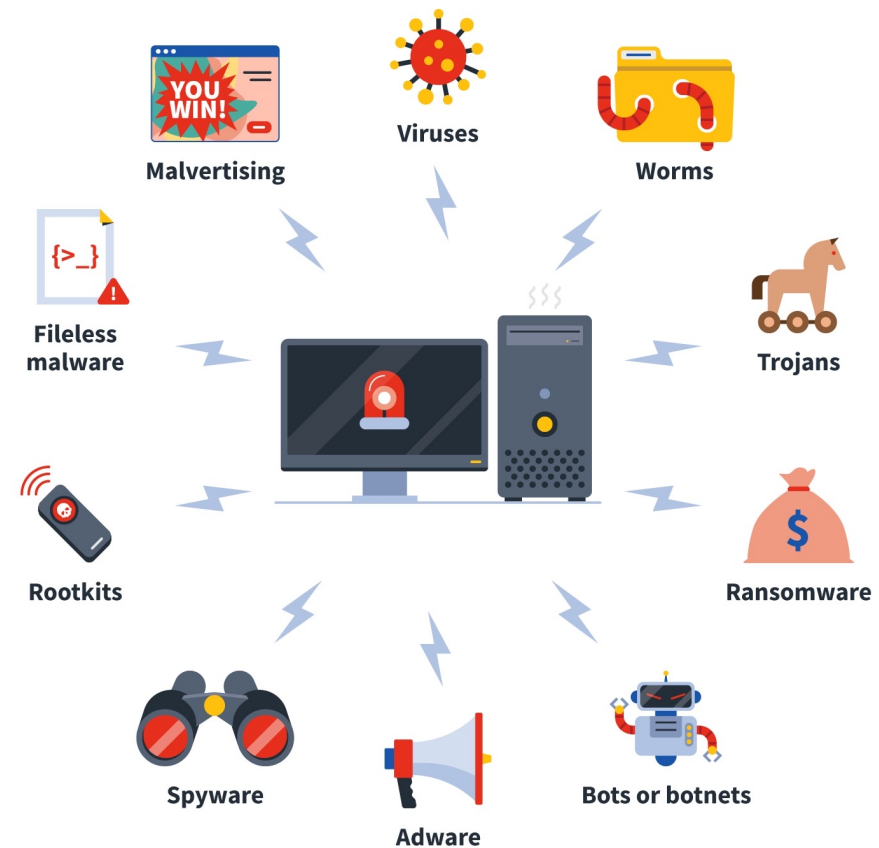 YOU
WIN!
Viruses
Malvertising
Worms
{>_}
!
Fileless
malware
Trojans
$
Rootkits
Ransomware
Spyware
Bots or botnets
Adware